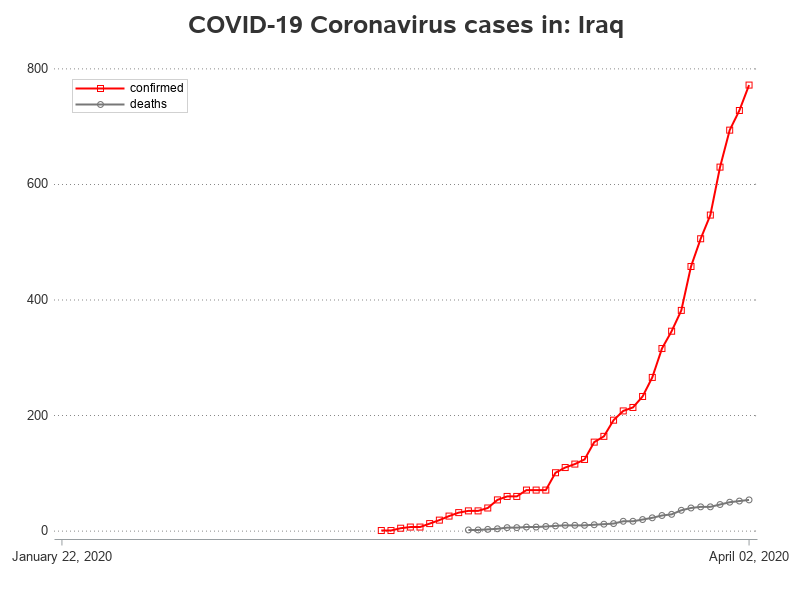 COVID-19 Coronavirus cases in: Iraq
800
confirmed
deaths
600
400
200
0
January 22, 2020
April 02, 2020